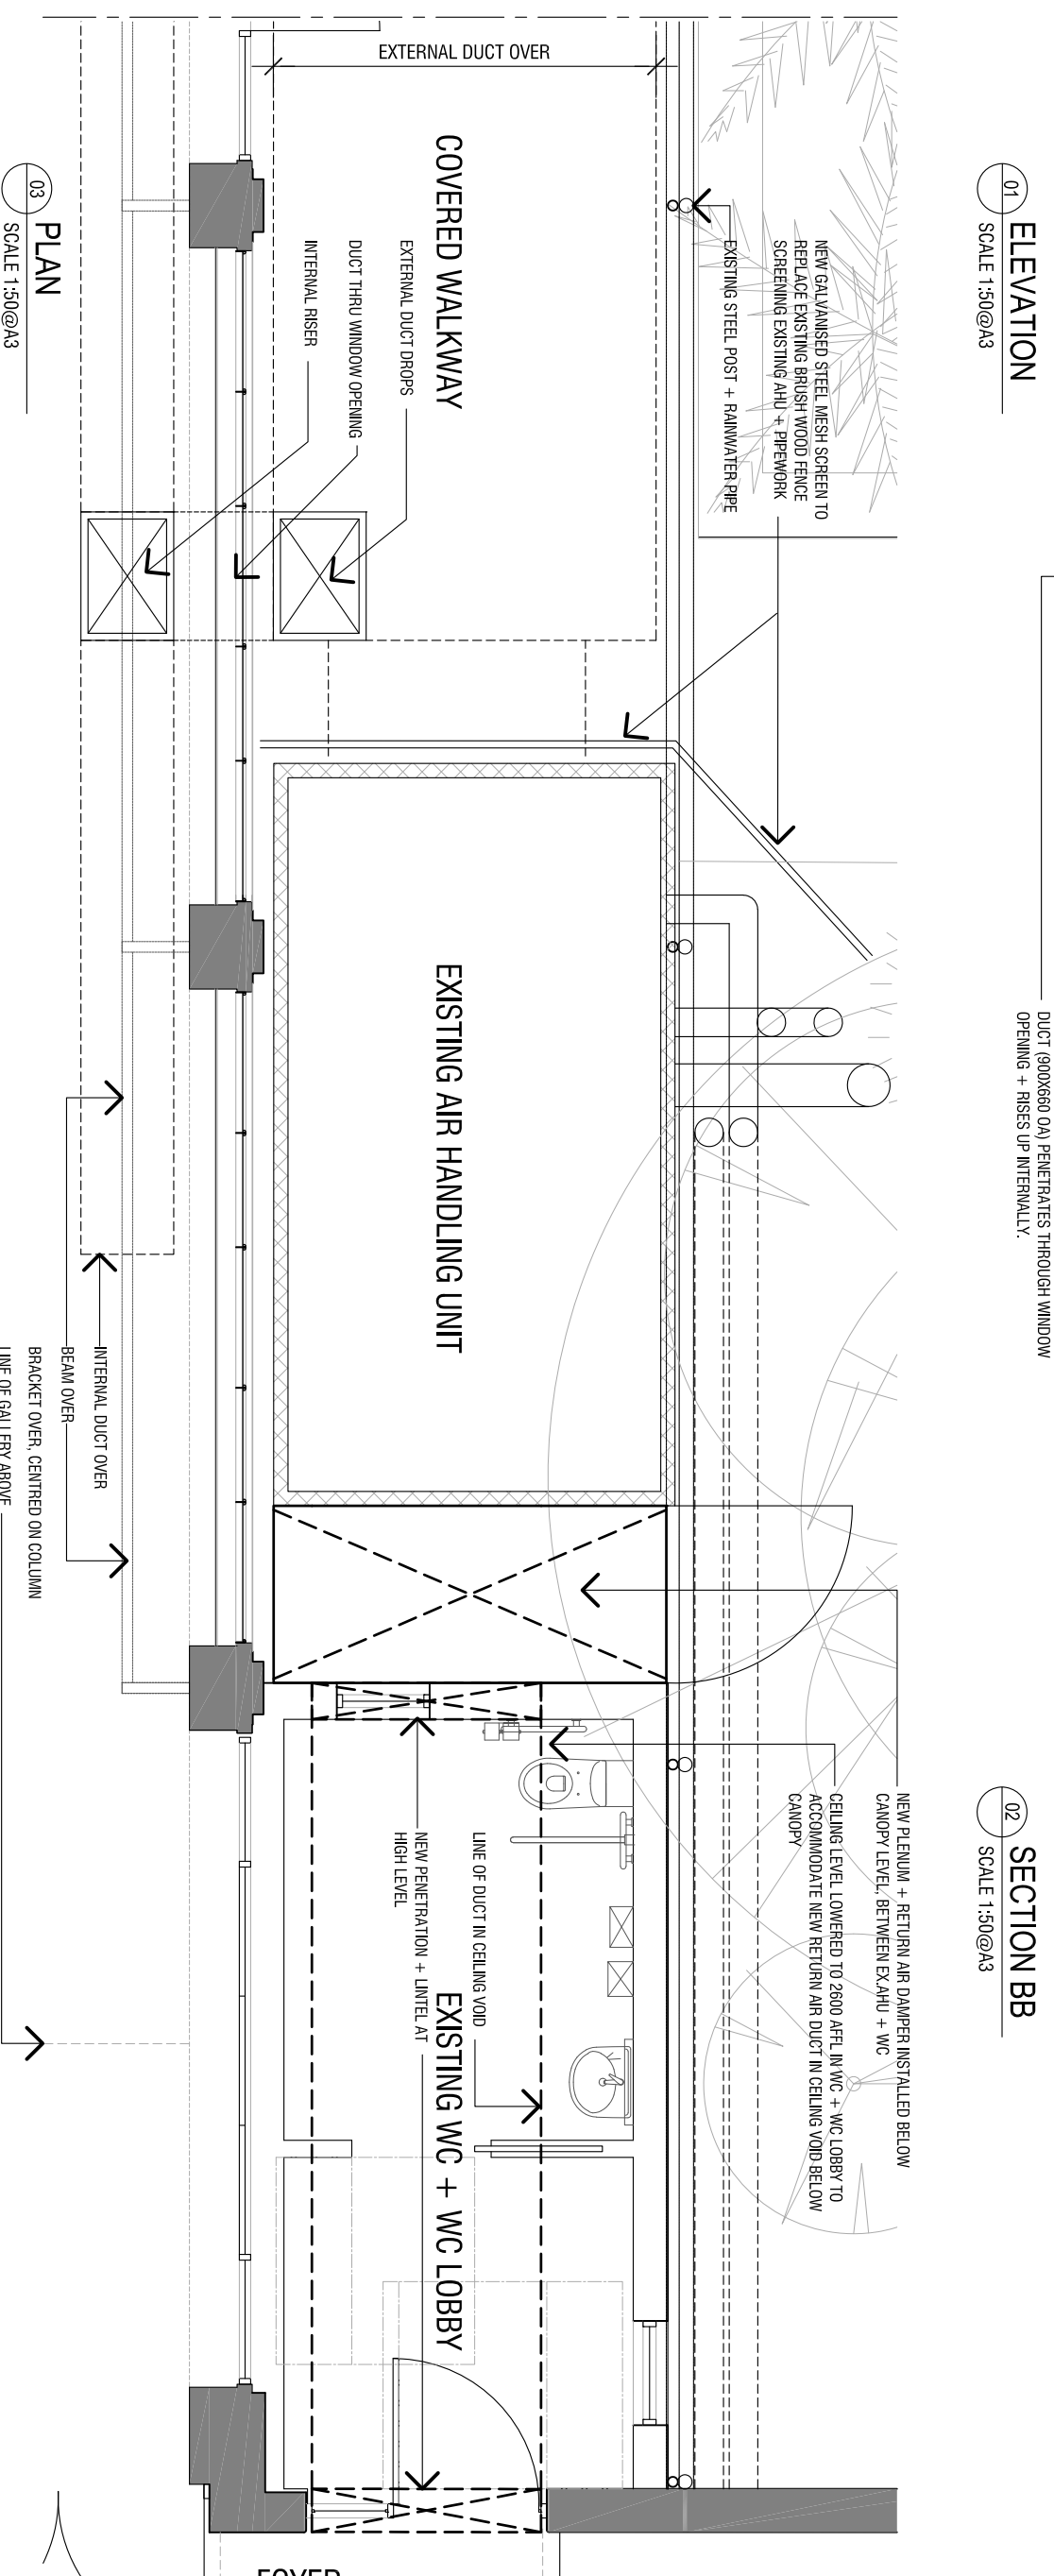 01
ELEVATION
SCALE 1:50@A3
02
SECTION BB
SCALE 1:50@A3
DUCT (900X660 OA) PENETRATES THROUGH WINDOW
OPENING + RISES UP INTERNALLY.
NEW GALVANISED STEEL MESH SCREEN TO
REPLACE EXISTING BRUSH WOOD FENCE
SCREENING EXISTING AHU + PIPEWORK
EXISTING STEEL POST + RAINWATER PIPE
NEW PLENUM + RETURN AIR DAMPER INSTALLED BELOW
CANOPY LEVEL, BETWEEN EX.AHU + WC
CEILING LEVEL LOWERED TO 2600 AFFL IN WC + WC LOBBY TO
ACCOMMODATE NEW RETURN AIR DUCT IN CEILING VOID BELOW
CANOPY
EXTERNAL DUCT OVER
COVERED WALKWAY
EXTERNAL DUCT DROPS
DUCT THRU WINDOW OPENING
INTERNAL RISER
EXISTING AIR HANDLING UNIT
LINE OF DUCT IN CEILING VOID
EXISTING WC + WC LOBBY
NEW PENETRATION + LINTEL AT
HIGH LEVEL
FOYER
INTERNAL DUCT OVER
BEAM OVER
BRACKET OVER, CENTRED ON COLUMN
LINE OF GALLERY ABOVE
03
PLAN
SCALE 1:50@A3